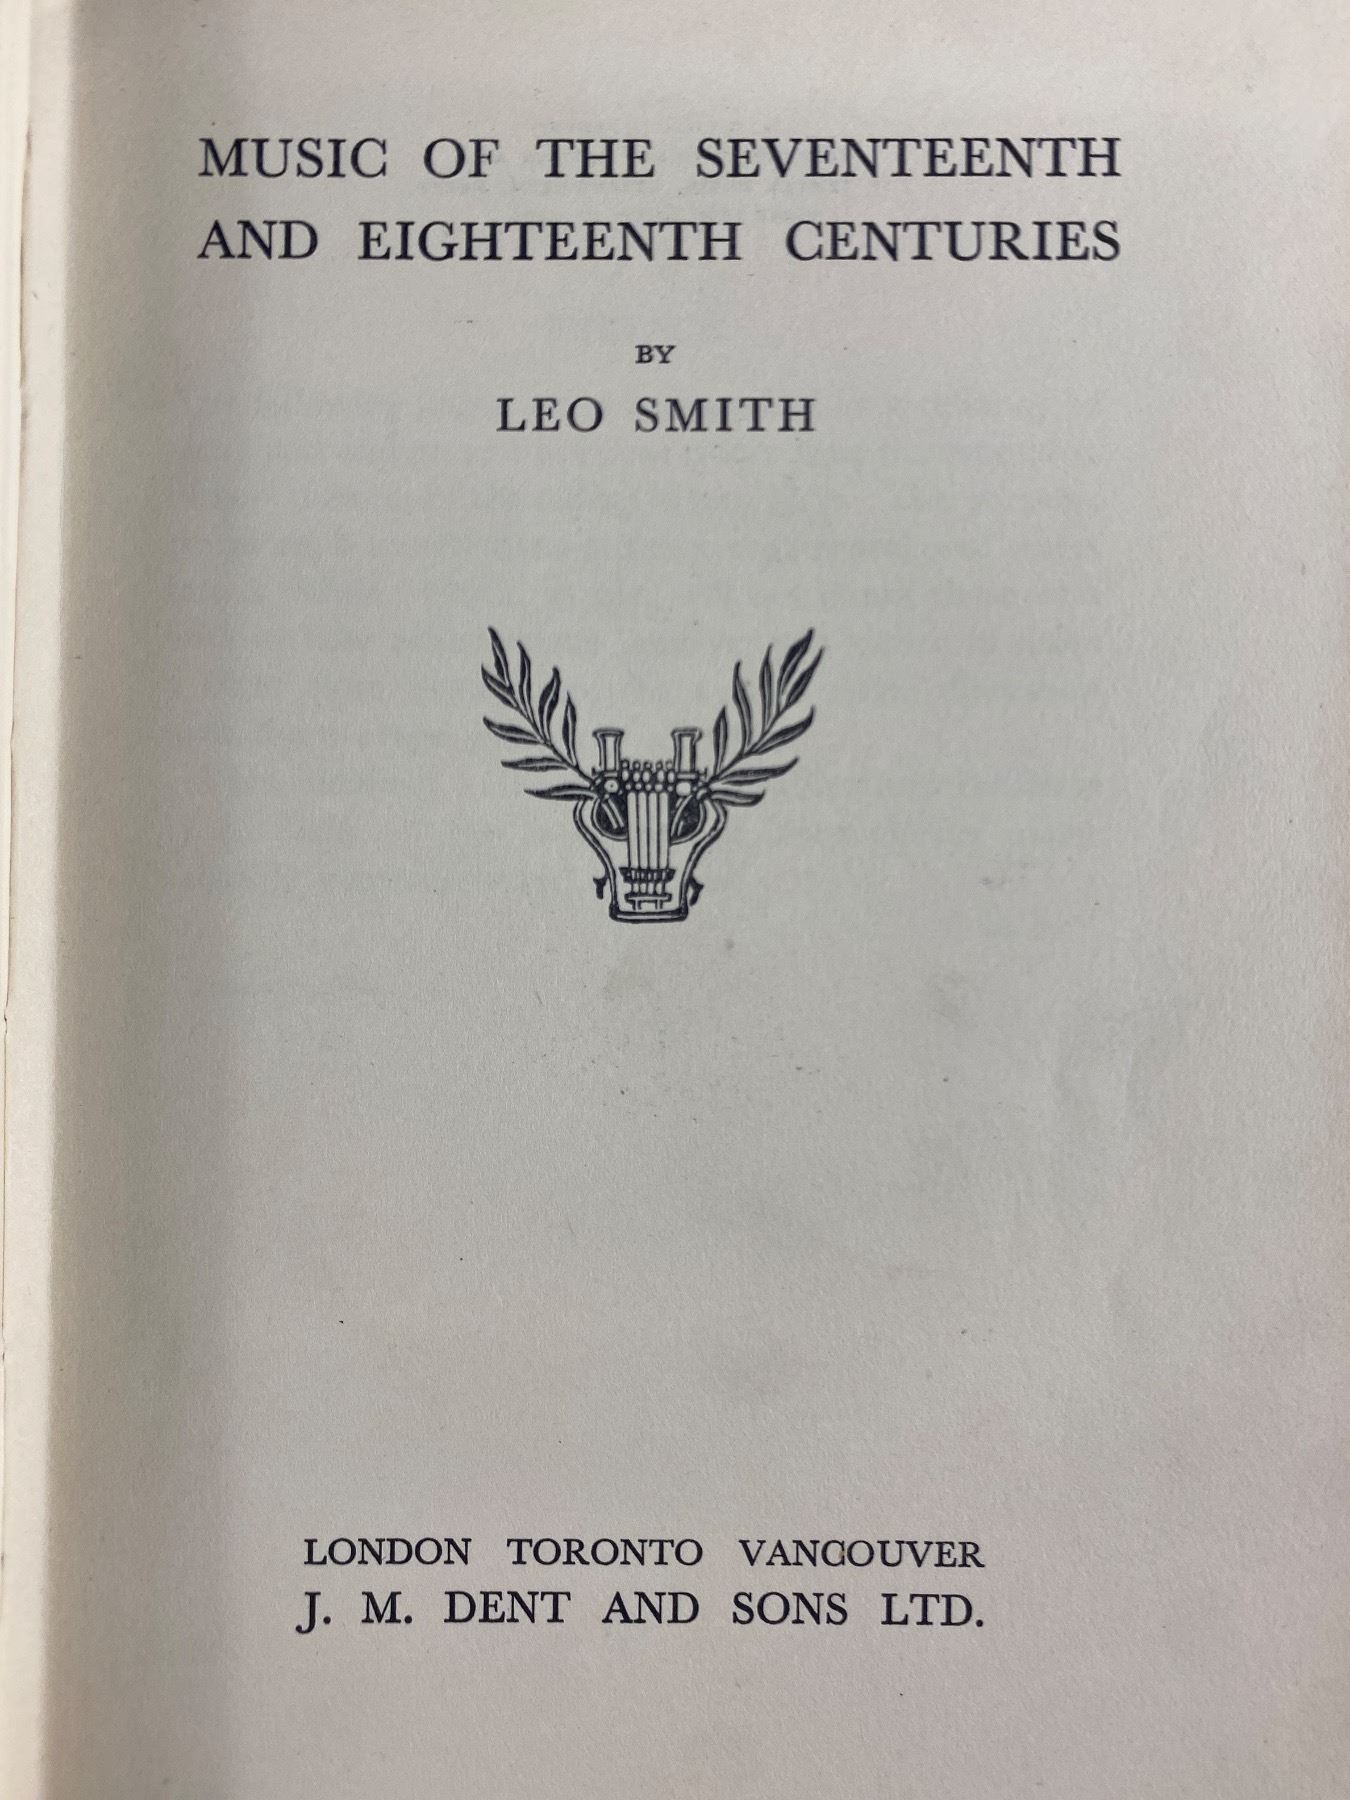 MUSIC OF THE SEVENTEENTH
AND EIGHTEENTH CENTURIES
BY
LEO SMITH
LONDON TORONTO VANCOUVER
J. M. DENT AND SONS LTD.